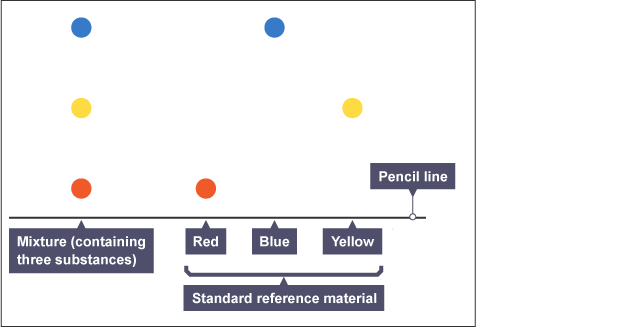 Pencil line
Mixture (containing
three substances)
Red
Blue
Yellow
Standard reference material